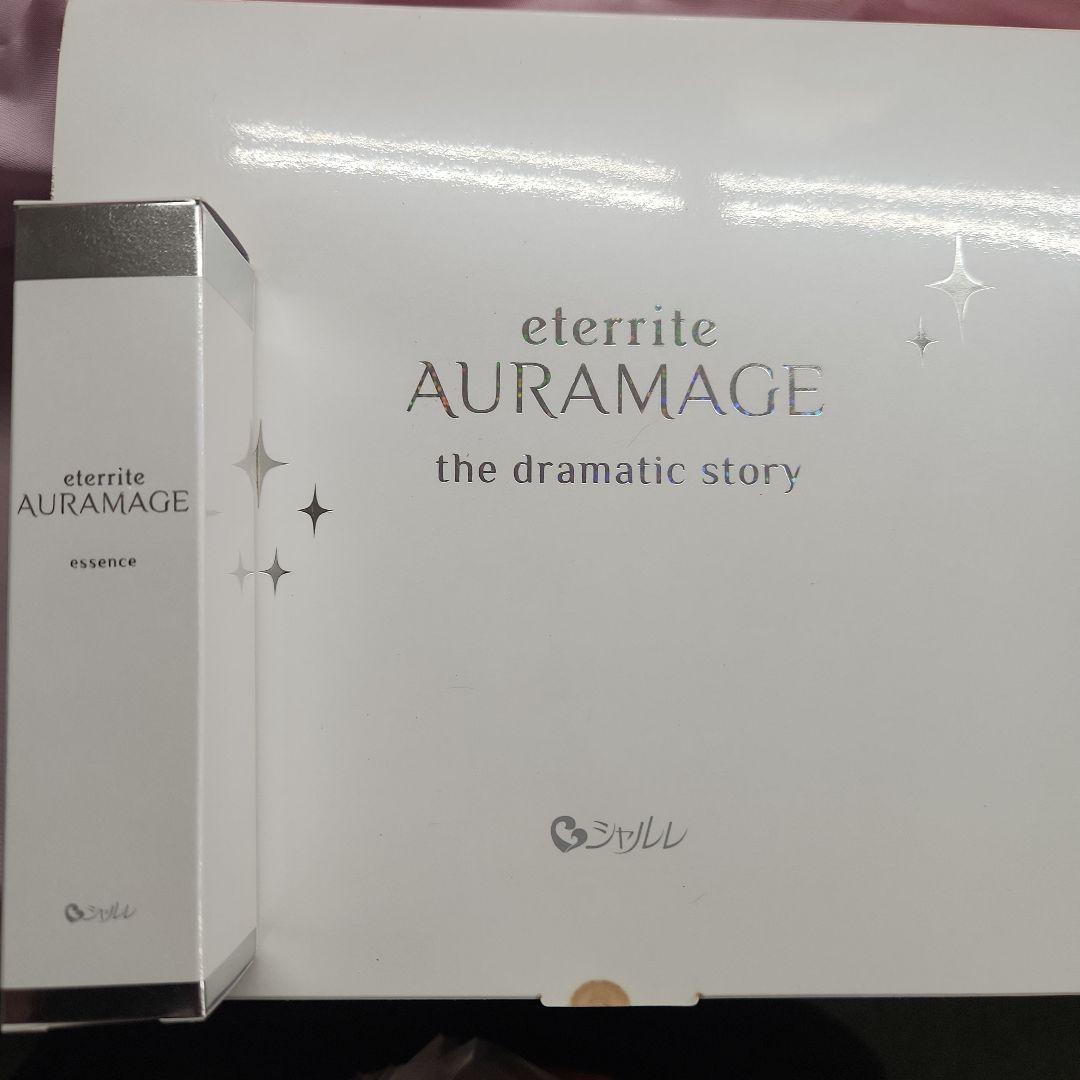 eterrite
AURAMAGE
the dramatic story
シャルレ
eterrite
AURAMAGE
essence
シャルレ